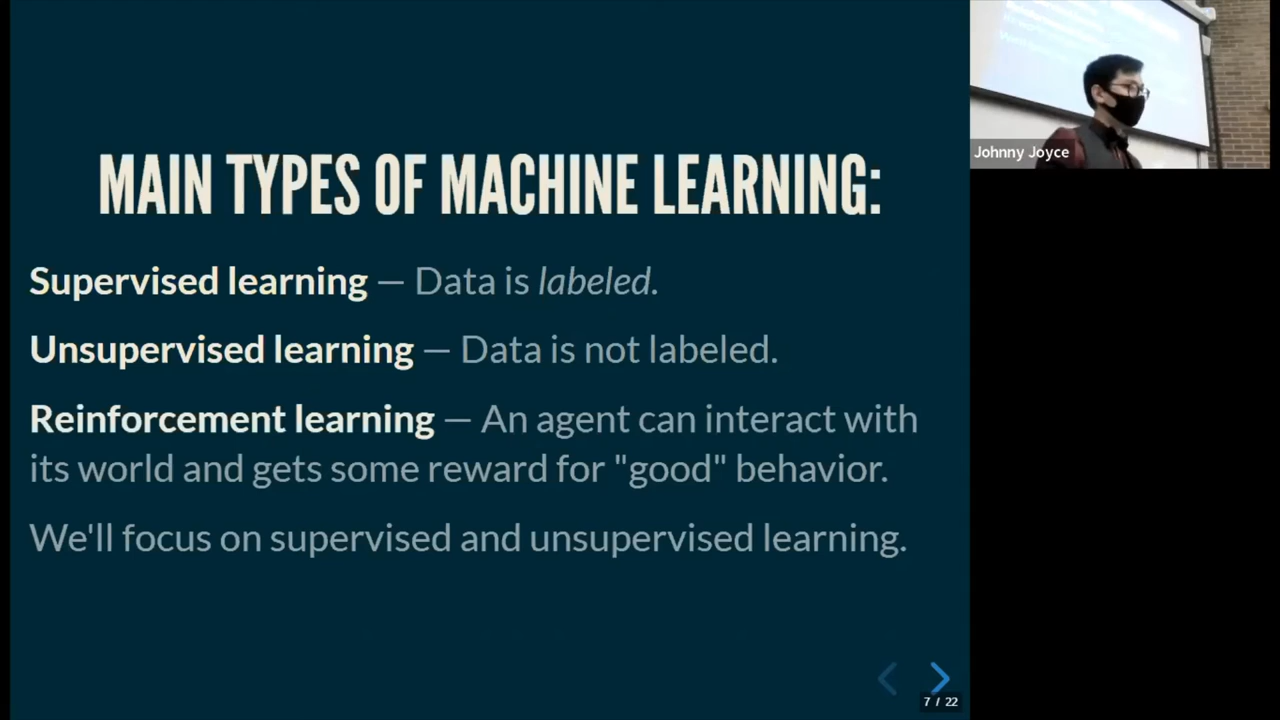 MAIN TYPES OF MACHINE LEARNING:
Supervised learning — Data is labeled.
Unsupervised learning — Data is not labeled.
Reinforcement learning — An agent can interact with
its world and gets some reward for "good" behavior.
We'll focus on supervised and unsupervised learning.
7 / 22
Johnny Joyce